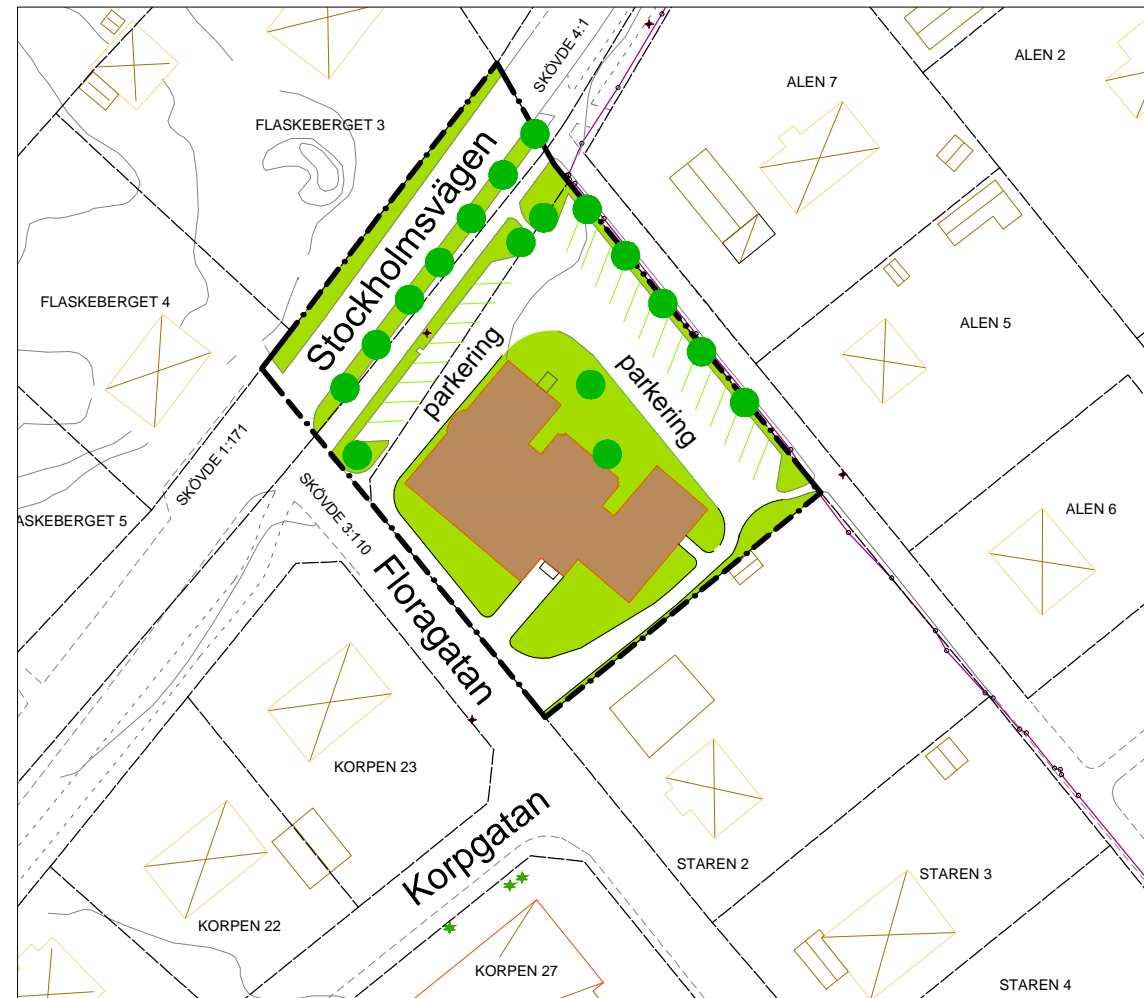 SKÖVDE 4:1
ALEN 2
ALEN 7
FLASKEBERGET 3
Stockholmsvägen
FLASKEBERGET 4
ALEN 5
parkering
parkering
SKÖVDE 1:171
SKÖVDE 3:110
ASKEBERGET 5
ALEN 6
Floragatan
KORPEN 23
Korpgatan
STAREN 2
STAREN 3
KORPEN 22
KORPEN 27
STAREN 4